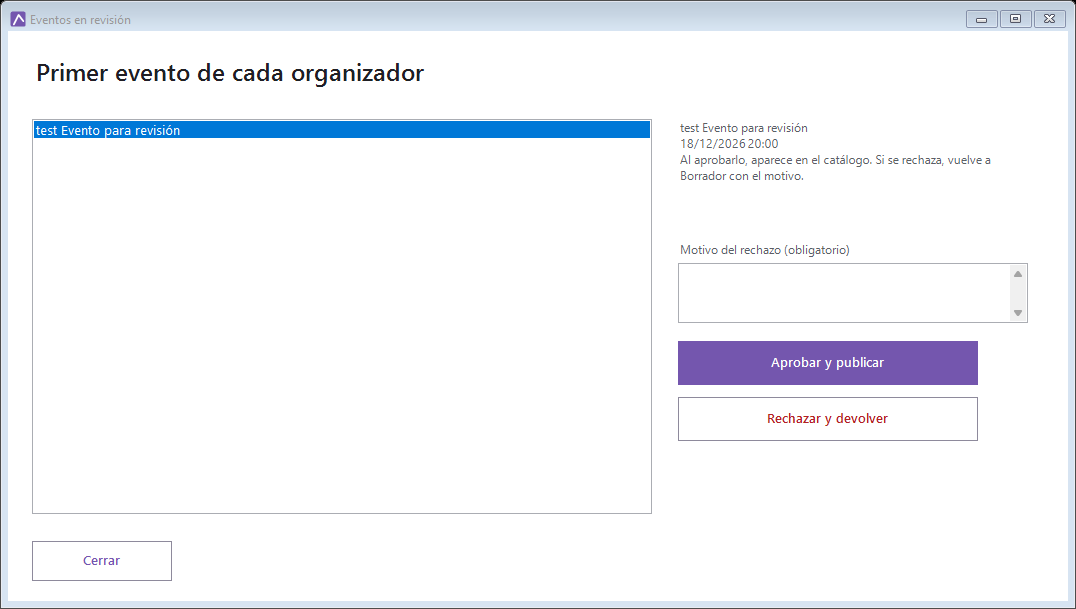 Eventos en revisión
Primer evento de cada organizador
test Evento para revisión
test Evento para revisión
18/12/2026 20:00
Al aprobarlo, aparece en el catálogo. Si se rechaza, vuelve a
Borrador con el motivo.
Motivo del rechazo (obligatorio)
Aprobar y publicar
Rechazar y devolver
Cerrar